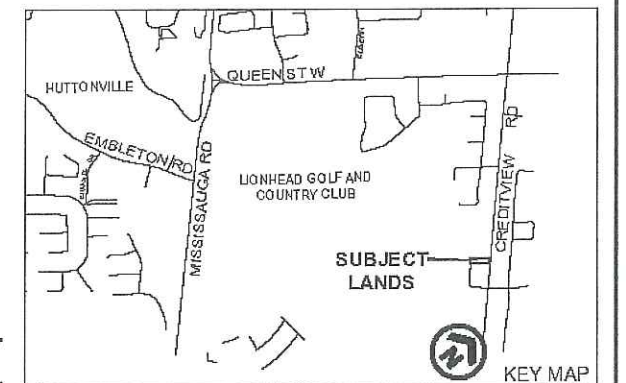 QUEEN ST W
HUTTONVILLE
EMBLETON RD
MISSISSAUGA RD
LIONHEAD GOLF AND
COUNTRY CLUB
CREDITVIEW RD
SUBJECT
LANDS
N
KEY MAP